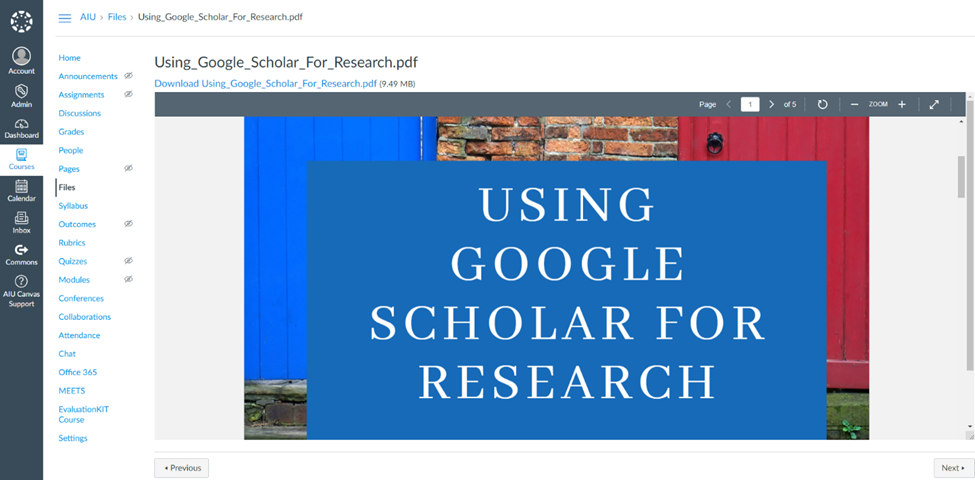 AIU › Files › Using_Google_Scholar_For_Research.pdf
Account
Admin
Dashboard
Courses
Calendar
Inbox
Commons
AIU Canvas
Support
Home
Announcements
Assignments
Discussions
Grades
People
Pages
Files
Syllabus
Outcomes
Rubrics
Quizzes
Modules
Conferences
Collaborations
Attendance
Chat
Office 365
MEETS
EvaluationKIT
Course
Settings
Using_Google_Scholar_For_Research.pdf
Download Using_Google_Scholar_For_Research.pdf (9.49 MB)
Page 1 of 5 ZOOM
USING
GOOGLE
SCHOLAR FOR
RESEARCH
Previous
Next